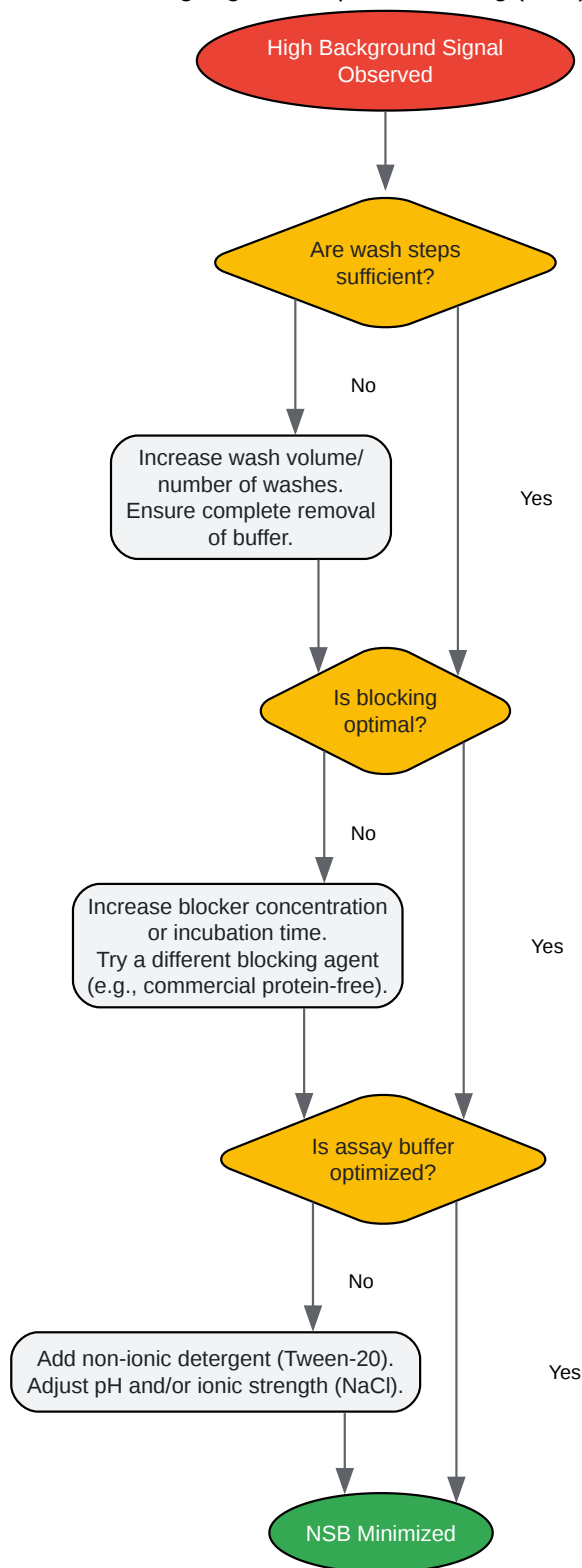 High Background Signal
Observed
Are wash steps
sufficient?
No
Increase wash volume/
number of washes.
Ensure complete removal
of buffer.
Yes
Is blocking
optimal?
No
Increase blocker concentration
or incubation time.
Try a different blocking agent
(e.g., commercial protein-free).
Yes
Is assay buffer
optimized?
No
Add non-ionic detergent (Tween-20).
Adjust pH and/or ionic strength (NaCl).
Yes
NSB Minimized